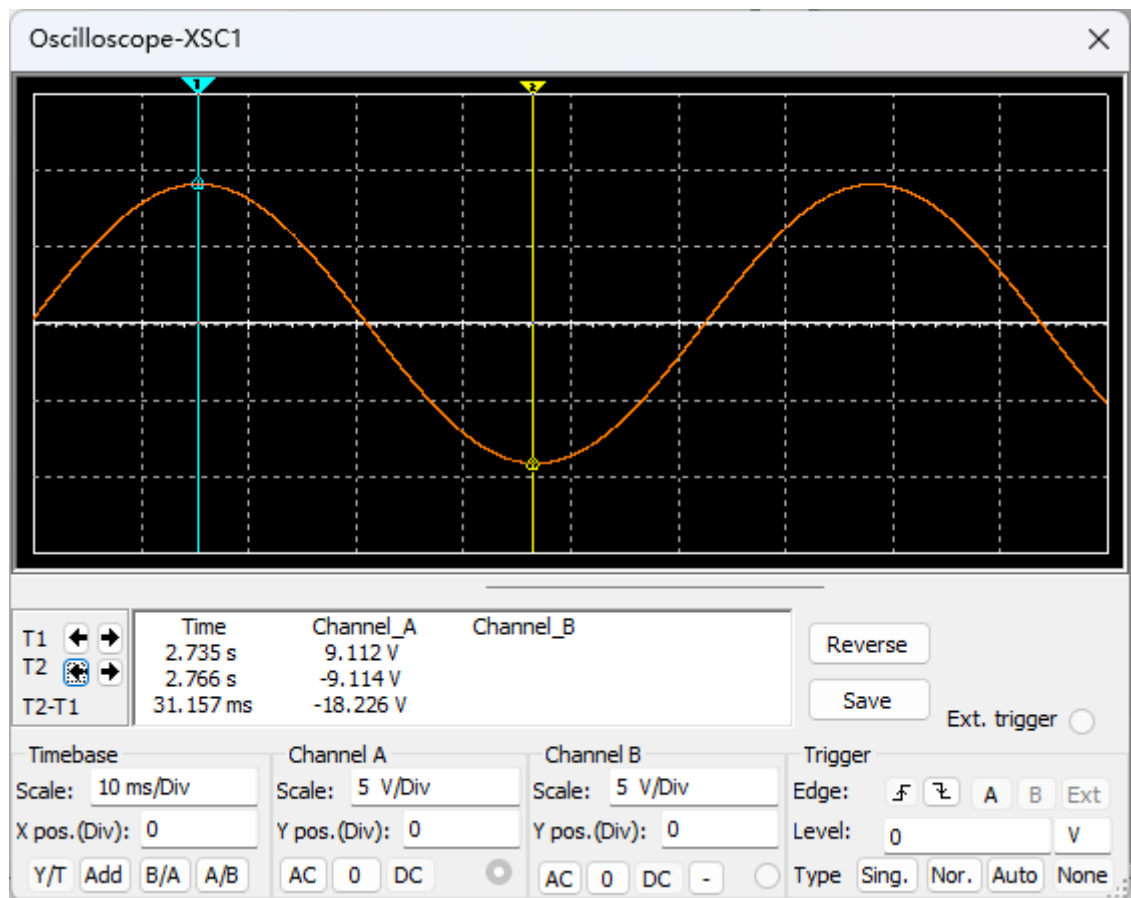 Oscilloscope-XSC1
1 2
Time Channel_A Channel_B
T1 2.735 s 9.112 V
T2 2.766 s -9.114 V
T2-T1 31.157 ms -18.226 V
Reverse
Save
Ext. trigger
Timebase Channel A Channel B Trigger
Scale: 10 ms/Div Scale: 5 V/Div Scale: 5 V/Div Edge: A B Ext
X pos.(Div): 0 Y pos.(Div): 0 Y pos.(Div): 0 Level: 0 V
Y/T Add B/A A/B AC 0 DC AC 0 DC - Type Sing. Nor. Auto None